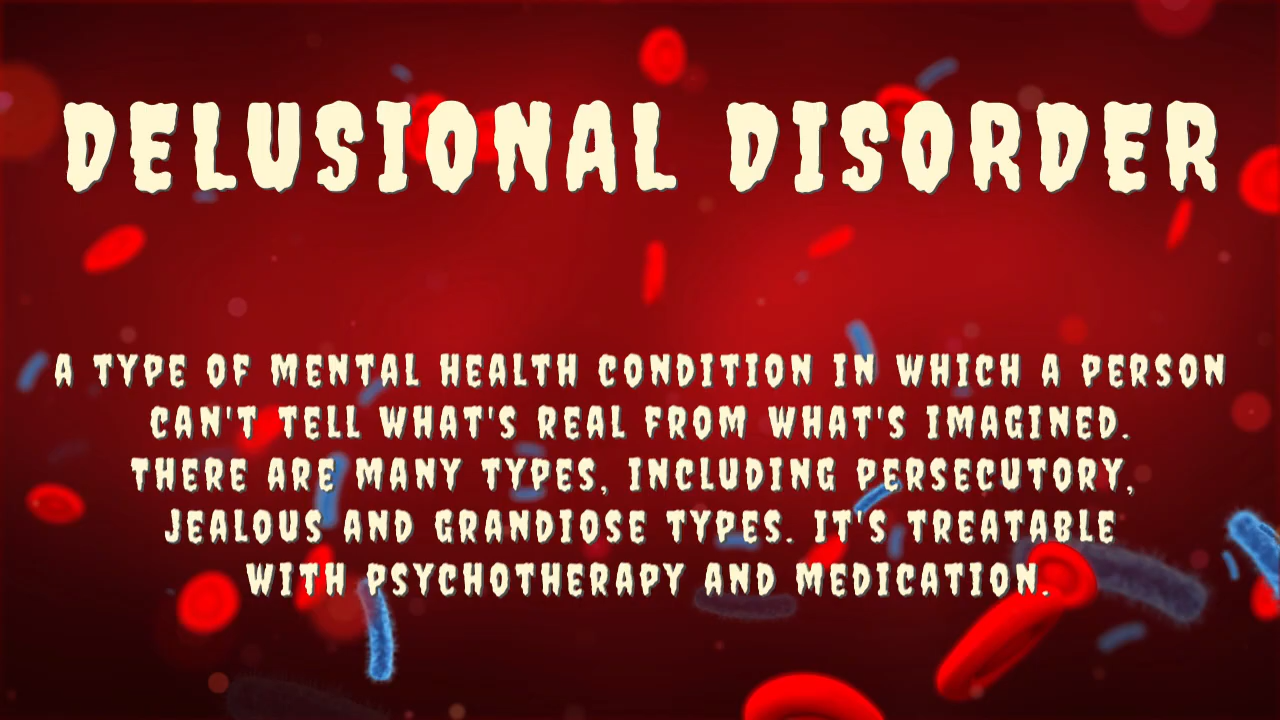 DELUSIONAL DISORDER
A TYPE OF MENTAL HEALTH CONDITION IN WHICH A PERSON
CAN'T TELL WHAT'S REAL FROM WHAT'S IMAGINED.
THERE ARE MANY TYPES, INCLUDING PERSECUTORY,
JEALOUS AND GRANDIOSE TYPES. IT'S TREATABLE
WITH PSYCHOTHERAPY AND MEDICATION.